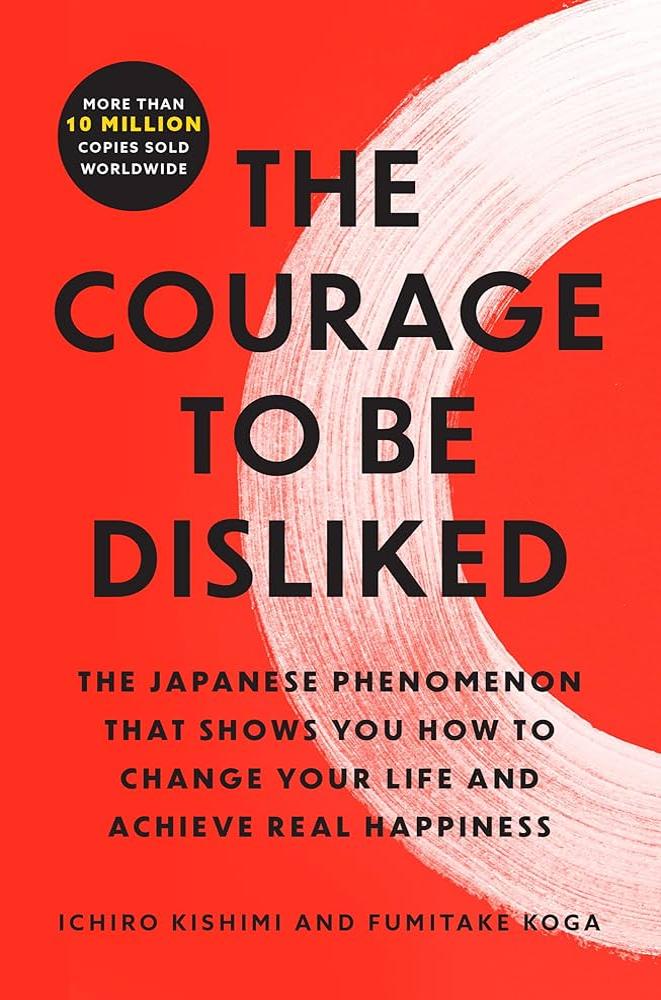 MORE THAN
10 MILLION
COPIES SOLD
WORLDWIDE
THE
COURAGE
TO BE
DISLIKED
THE JAPANESE PHENOMENON
THAT SHOWS YOU HOW TO
CHANGE YOUR LIFE AND
ACHIEVE REAL HAPPINESS
ICHIRO KISHIMI AND FUMITAKE KOGA